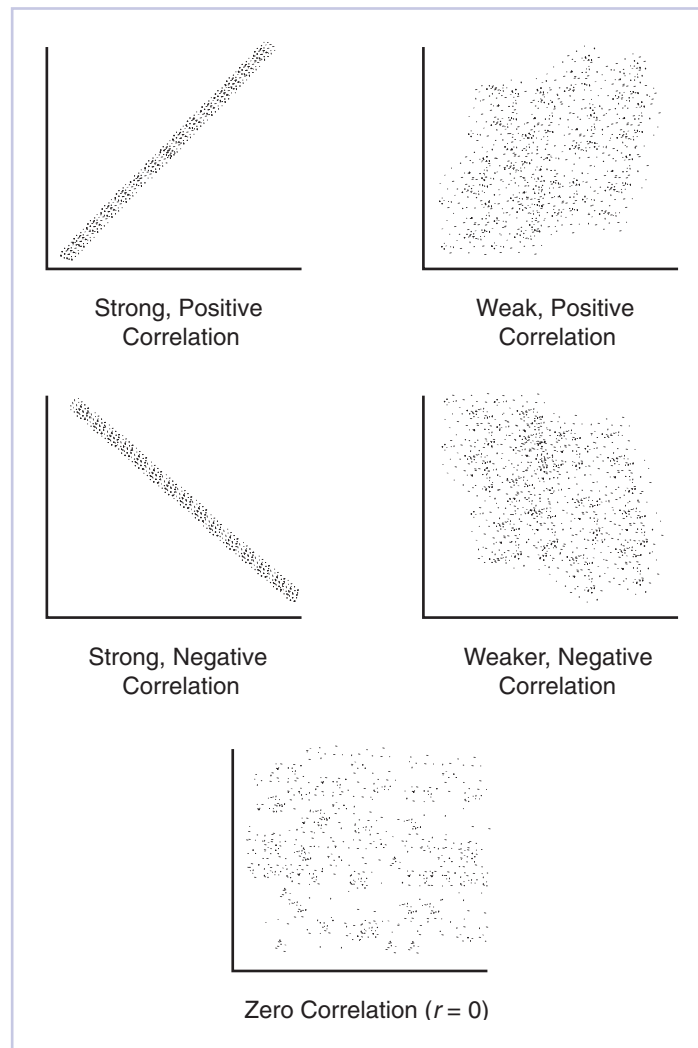 Strong, Positive
Correlation
Weak, Positive
Correlation
Strong, Negative
Correlation
Weaker, Negative
Correlation
Zero Correlation (r = 0)